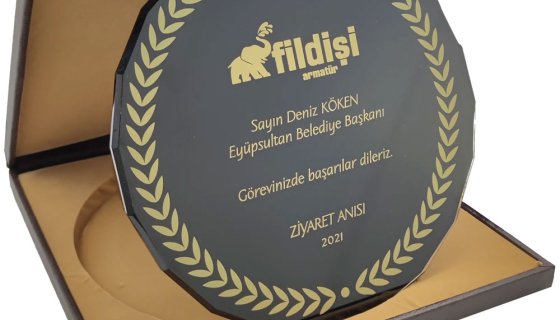 fildişi
armatür
Sayın Deniz KÖKEN
Eyüpsultan Belediye Başkanı
Görevinizde başarılar dileriz.
ZİYARET ANISI
2021